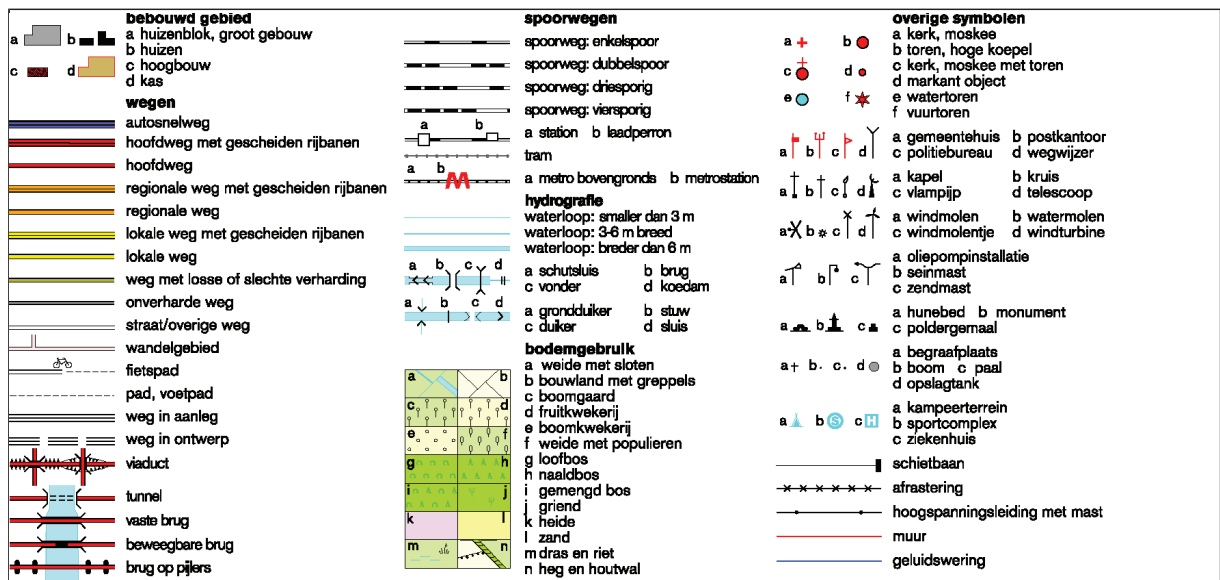 bebouwd gebied
a b
a huizenblok, groot gebouw
b huizen
c d
c hoogbouw
d kas
wegen
autosnelweg
hoofdweg met gescheiden rijbanen
hoofdweg
regionale weg met gescheiden rijbanen
regionale weg
lokale weg met gescheiden rijbanen
lokale weg
weg met losse of slechte verharding
onverharde weg
straat/overige weg
wandelgebied
fietspad
pad, voetpad
weg in aanleg
weg in ontwerp
viaduct
tunnel
vaste brug
beweegbare brug
brug op pijlers
spoorwegen
spoorweg: enkelspoor
spoorweg: dubbelspoor
spoorweg: driesporig
spoorweg: viersporig
a b
a station b laadperron
tram
a b
M
a metro bovengronds b metrostation
hydrografie
waterloop: smaller dan 3 m
waterloop: 3-6 m breed
waterloop: breder dan 6 m
a b c d
a schutsluis b brug
c vonder d koedam
a b c d
a grondduiker b stuw
c duiker d sluis
bodemgebruik
a b
c d
e f
g h
i j
k l
m n
a weide met sloten
b bouwland met greppels
c boomgaard
d fruitkwekerij
e boomkwekerij
f weide met populieren
g loofbos
h naaldbos
i gemengd bos
j griend
k heide
l zand
m dras en riet
n heg en houtwal
overige symbolen
a b
a kerk, moskee
b toren, hoge koepel
c d
c kerk, moskee met toren
d markant object
e f
e watertoren
f vuurtoren
a b c d
a gemeentehuis b postkantoor
c politiebureau d wegwijzer
a b c d
a kapel b kruis
c vlampijp d telescoop
a b c d
a windmolen b watermolen
c windmolentje d windturbine
a b c
a oliepompinstallatie
b seinmast
c zendmast
a b c
a hunebed b monument
c poldergemaal
a b c d
a begraafplaats
b boom c paal
d opslagtank
a b S c H
a kampeerterrein
b sportcomplex
c ziekenhuis
schietbaan
afrastering
hoogspanningsleiding met mast
muur
geluidswering